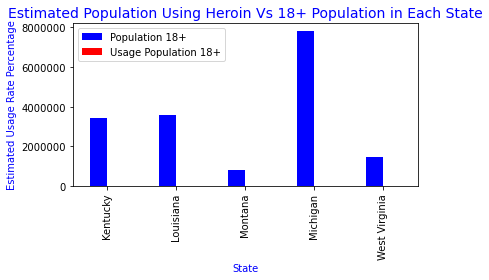 Estimated Population Using Heroin Vs 18+ Population in Each State
Estimated Usage Rate Percentage
8000000
6000000
4000000
2000000
0
Population 18+
Usage Population 18+
Kentucky
Louisiana
Montana
Michigan
West Virginia
State